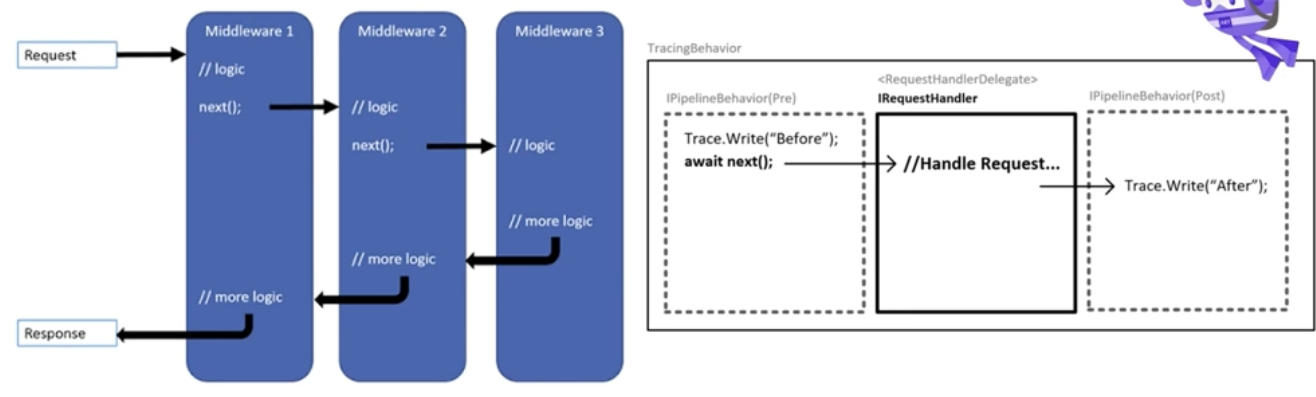 Request
Response
Middleware 1
// logic
next();
// more logic
Middleware 2
// logic
next();
// more logic
Middleware 3
// logic
// more logic
TracingBehavior
IPipelineBehavior(Pre)
Trace.Write(“Before”);
await next();
<RequestHandlerDelegate>
IRequestHandler
//Handle Request...
IPipelineBehavior(Post)
Trace.Write(“After”);
.NET